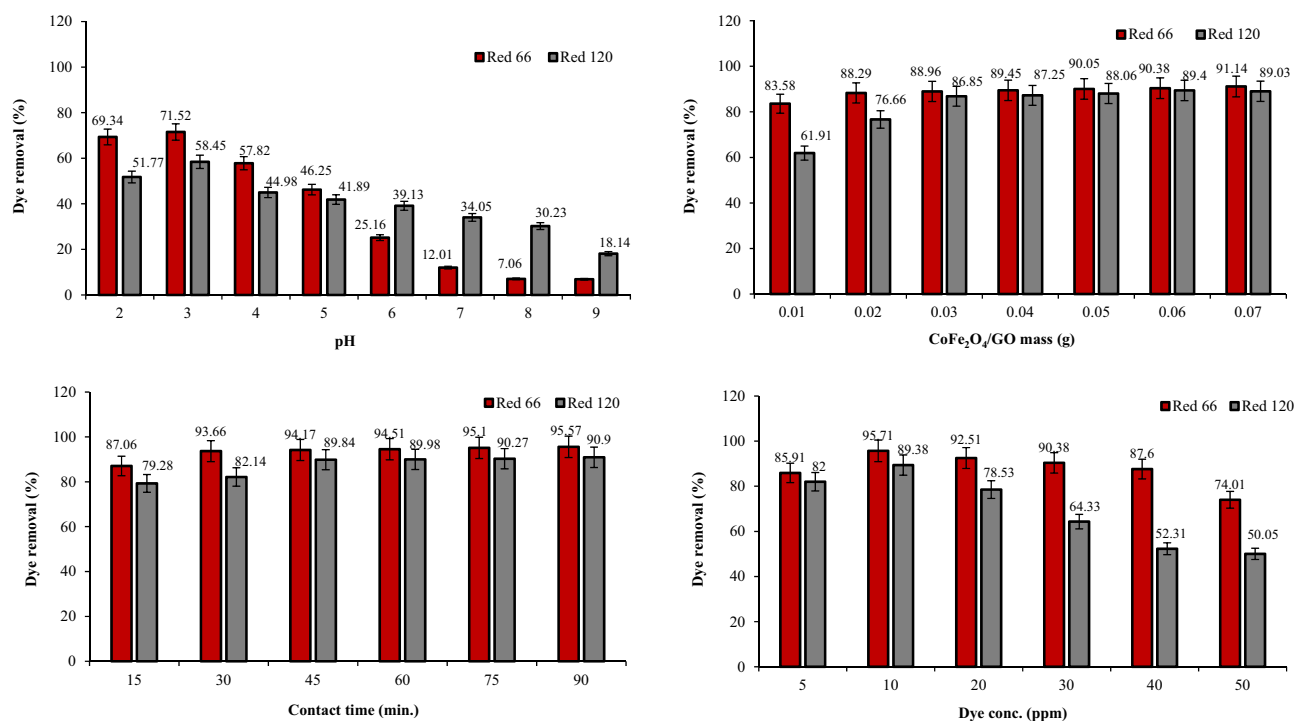 120
100
80
60
40
20
0
Dye removal (%)
Red 66 Red 120
69.34 51.77 71.52 58.45 57.82 44.98 46.25 41.89 25.16 39.13 12.01 34.05 7.06 30.23 18.14
2 3 4 5 6 7 8 9
pH
120
100
80
60
40
20
0
Dye removal (%)
Red 66 Red 120
83.58 61.91 88.29 76.66 88.96 86.85 89.45 87.25 90.05 88.06 90.38 89.4 91.14 89.03
0.01 0.02 0.03 0.04 0.05 0.06 0.07
CoFe₂O₄/GO mass (g)
120
100
80
60
40
20
0
Dye removal (%)
Red 66 Red 120
87.06 79.28 93.66 82.14 94.17 89.84 94.51 89.98 95.1 90.27 95.57 90.9
15 30 45 60 75 90
Contact time (min.)
120
100
80
60
40
20
0
Dye removal (%)
Red 66 Red 120
85.91 82 95.71 89.38 92.51 78.53 90.38 64.33 87.6 52.31 74.01 50.05
5 10 20 30 40 50
Dye conc. (ppm)